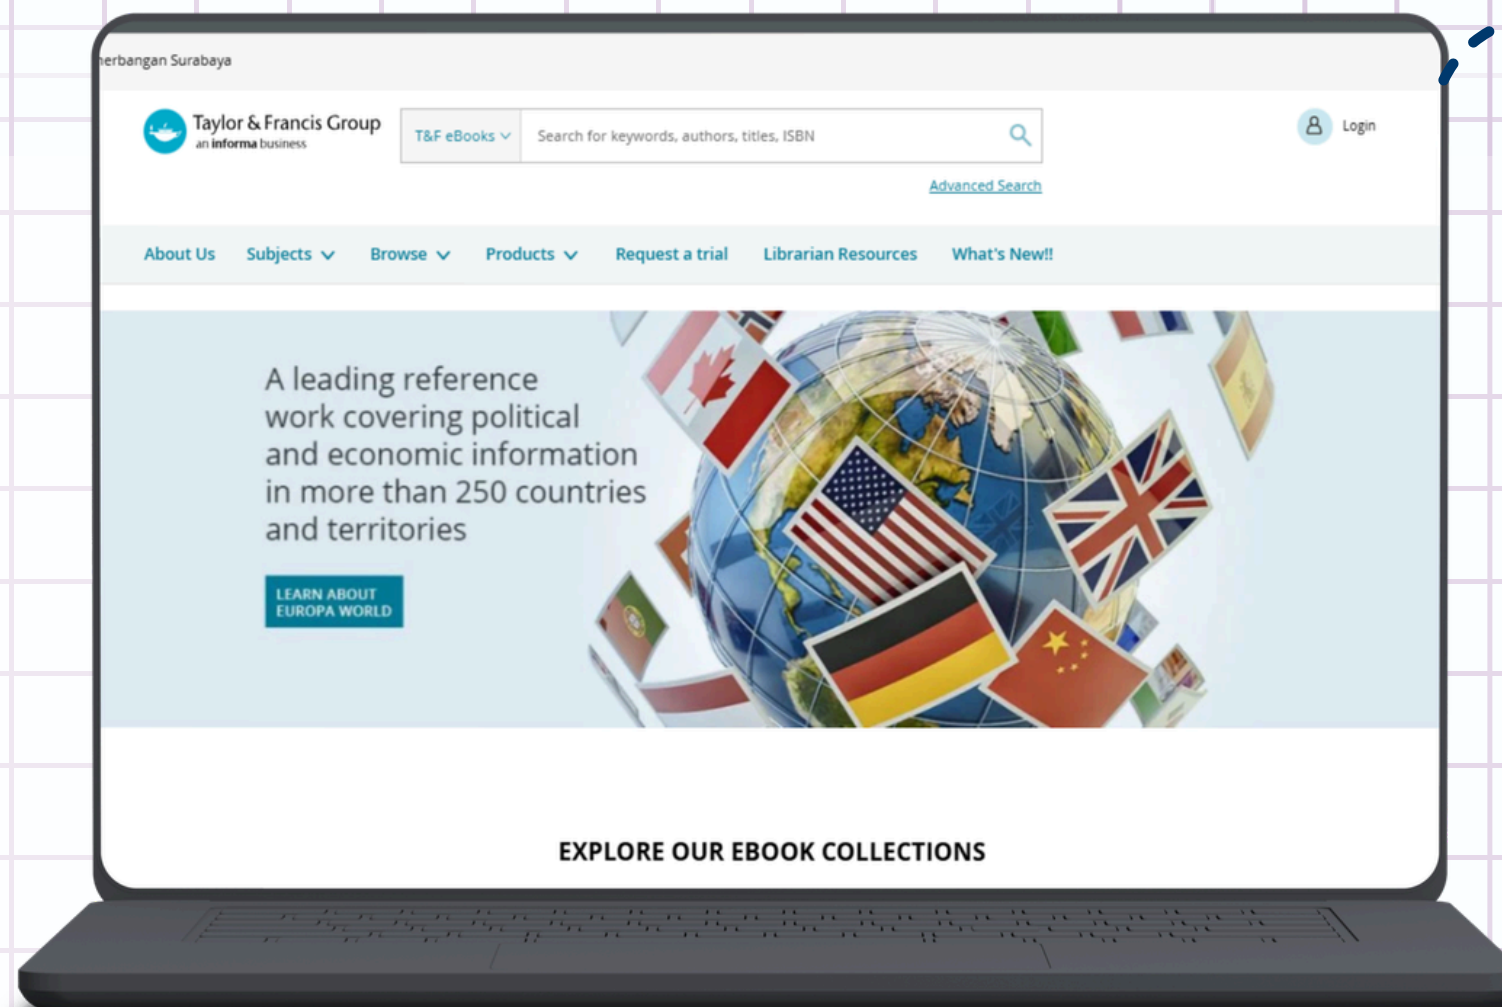 Surabaya
Taylor & Francis Group
an informa business
T&F eBooks
Search for keywords, authors, titles, ISBN
Login
Advanced Search
About Us Subjects Browse Products Request a trial Librarian Resources What's New!!
A leading reference
work covering political
and economic information
in more than 250 countries
and territories
LEARN ABOUT
EUROPA WORLD
EXPLORE OUR EBOOK COLLECTIONS